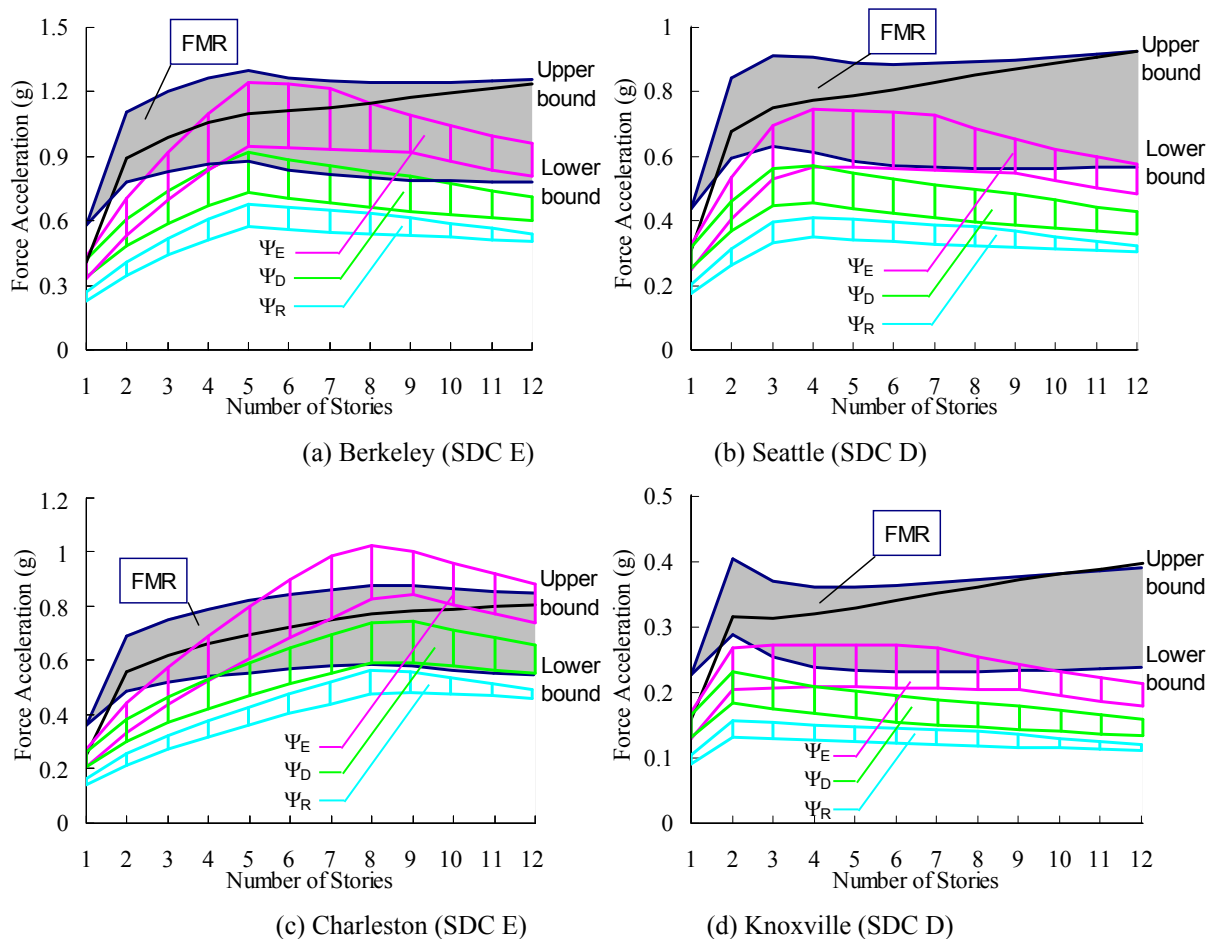 1.5
1.2
0.9
0.6
0.3
0
Force Acceleration (g)
FMR
Upper
bound
Lower
bound
ΨE
ΨD
ΨR
1 2 3 4 5 6 7 8 9 10 11 12
Number of Stories
(a) Berkeley (SDC E)
1
0.8
0.6
0.4
0.2
0
Force Acceleration (g)
FMR
Upper
bound
Lower
bound
ΨE
ΨD
ΨR
1 2 3 4 5 6 7 8 9 10 11 12
Number of Stories
(b) Seattle (SDC D)
1.2
1
0.8
0.6
0.4
0.2
0
Force Acceleration (g)
FMR
Upper
bound
Lower
bound
ΨE
ΨD
ΨR
1 2 3 4 5 6 7 8 9 10 11 12
Number of Stories
(c) Charleston (SDC E)
0.5
0.4
0.3
0.2
0.1
0
Force Acceleration (g)
FMR
Upper
bound
Lower
bound
ΨE
ΨD
ΨR
1 2 3 4 5 6 7 8 9 10 11 12
Number of Stories
(d) Knoxville (SDC D)